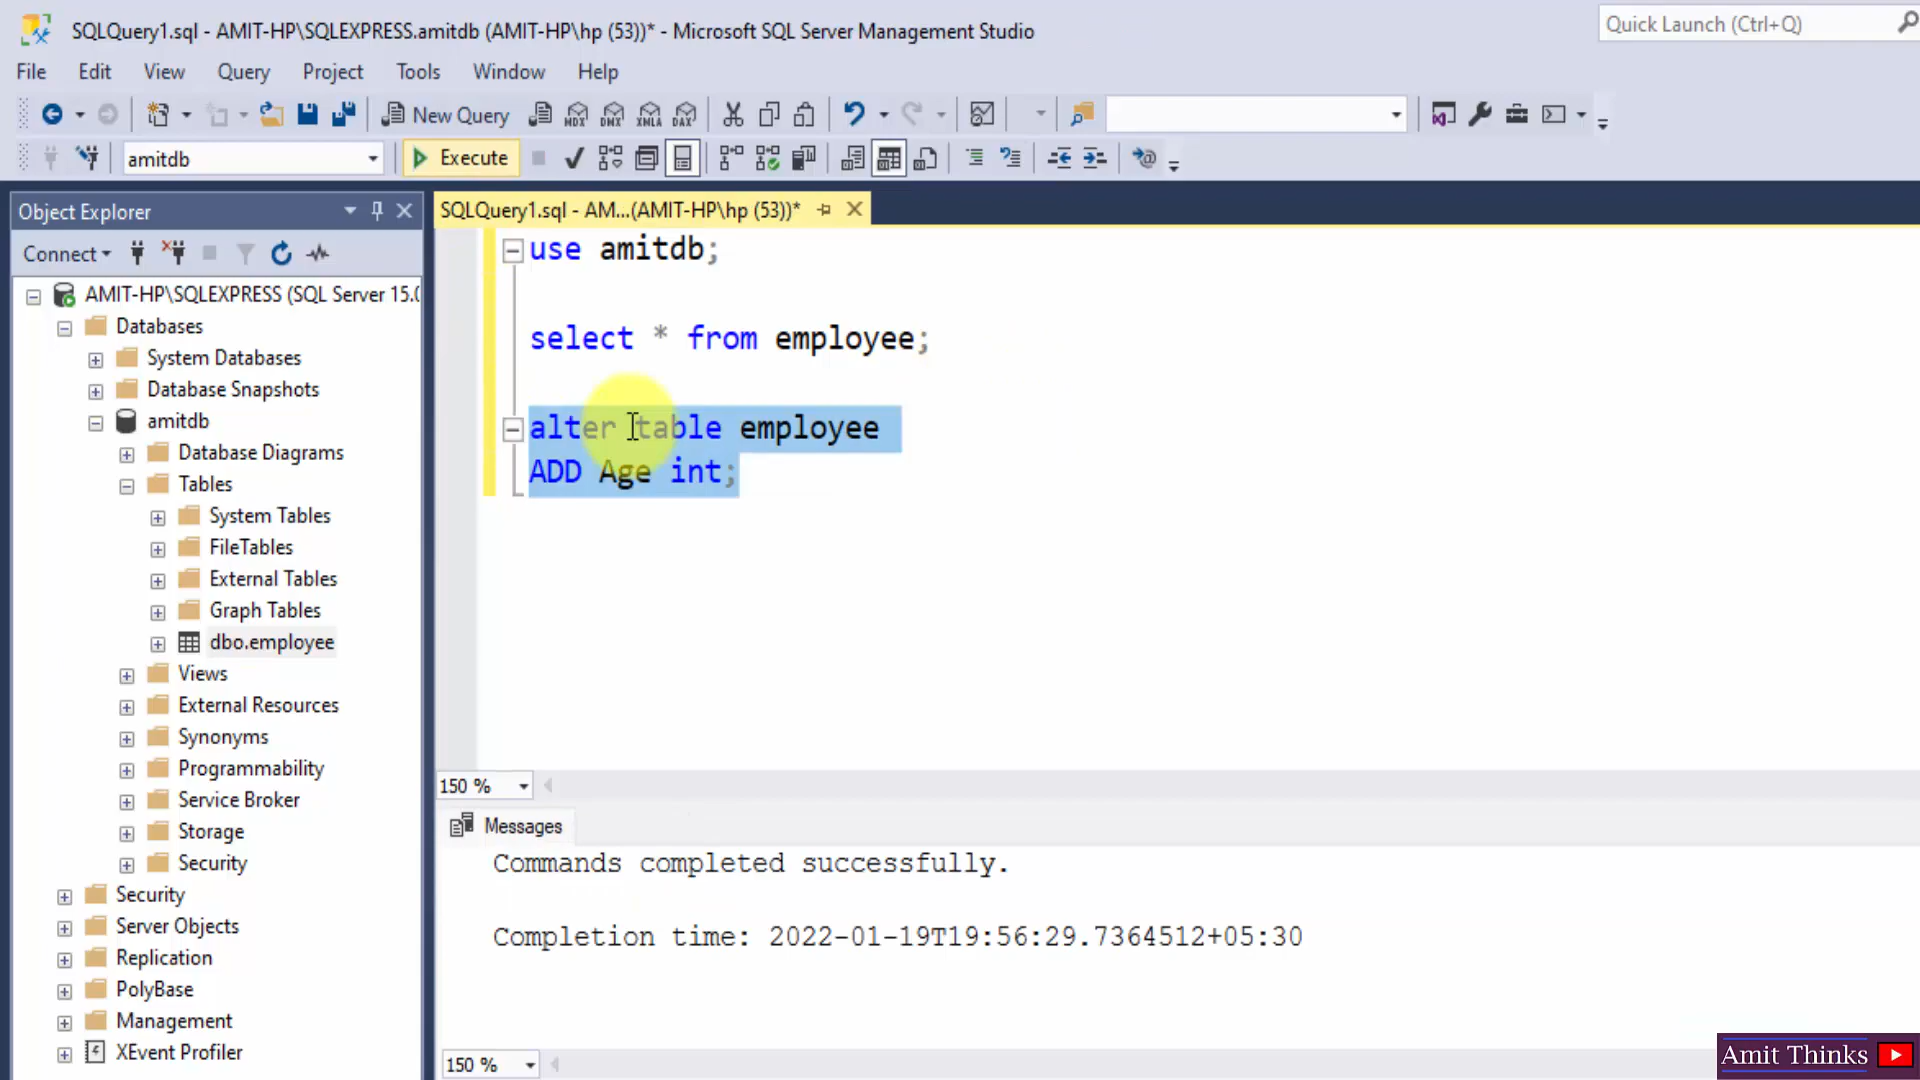 SQLQuery1.sql - AMIT-HP\SQLEXPRESS.amitdb (AMIT-HP\hp (53))* - Microsoft SQL Server Management Studio
Quick Launch (Ctrl+Q)
File Edit View Query Project Tools Window Help
New Query MDX DMX XMLA DAX
amitdb Execute
Object Explorer
SQLQuery1.sql - AM...(AMIT-HP\hp (53))*
Connect
AMIT-HP\SQLEXPRESS (SQL Server 15.0
Databases
System Databases
Database Snapshots
amitdb
Database Diagrams
Tables
System Tables
FileTables
External Tables
Graph Tables
dbo.employee
Views
External Resources
Synonyms
Programmability
Service Broker
Storage
Security
Security
Server Objects
Replication
PolyBase
Management
XEvent Profiler
use amitdb;
select * from employee;
alter table employee
ADD Age int;
150 %
Messages
Commands completed successfully.
Completion time: 2022-01-19T19:56:29.7364512+05:30
150 %
Amit Thinks